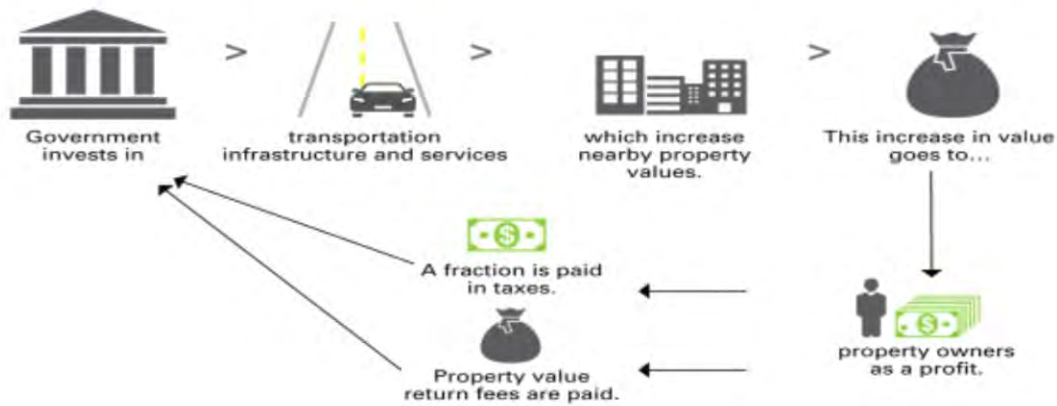 >
>
>
Government
invests in
transportation
infrastructure and services
which increase
nearby property
values.
This increase in value
goes to...
$
A fraction is paid
in taxes.
$
property owners
as a profit.
Property value
return fees are paid.